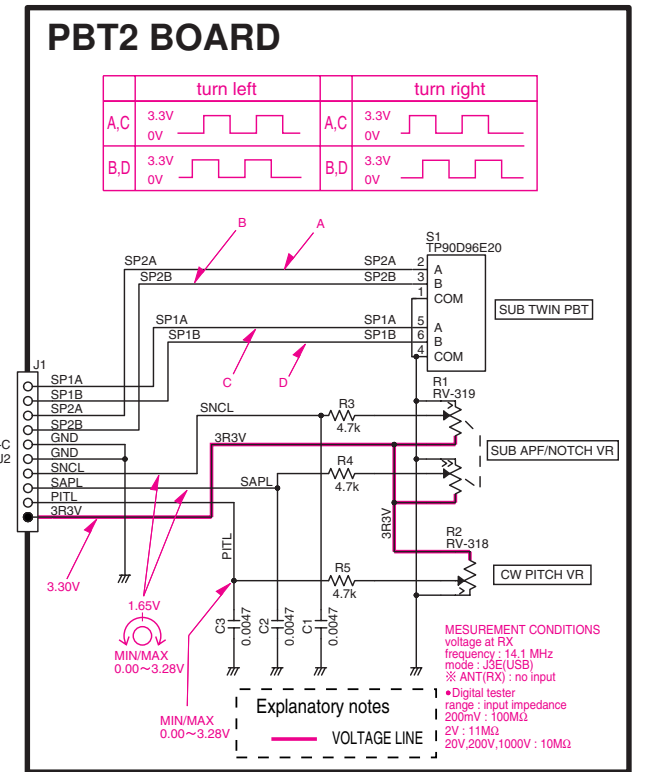 PBT2 BOARD
turn left turn right
A,C 3.3V 0V A,C 3.3V 0V
B,D 3.3V 0V B,D 3.3V 0V
B A
S1
TP90D96E20
SP2A SP2A 2 A
SP2B SP2B 3 B
1 COM
SUB TWIN PBT
SP1A SP1A 5 A
SP1B SP1B 6 B
4 COM
C D
J1
SP1A
SP1B
SP2A
SP2B
GND
GND
SNCL
SAPL
PITL
3R3V
-C
J2
SNCL
3R3V
SAPL
PITL
R3
4.7k
R4
4.7k
R5
4.7k
R1
RV-319
SUB APF/NOTCH VR
3R3V
R2
RV-318
CW PITCH VR
3.30V
1.65V
MIN/MAX
0.00～3.28V
C3
0.0047
C2
0.0047
C1
0.0047
MIN/MAX
0.00～3.28V
MESUREMENT CONDITIONS
voltage at RX
frequency : 14.1 MHz
mode : J3E(USB)
※ ANT(RX) : no input
●Digital tester
range : input impedance
200mV : 100MΩ
2V : 11MΩ
20V,200V,1000V : 10MΩ
Explanatory notes
VOLTAGE LINE